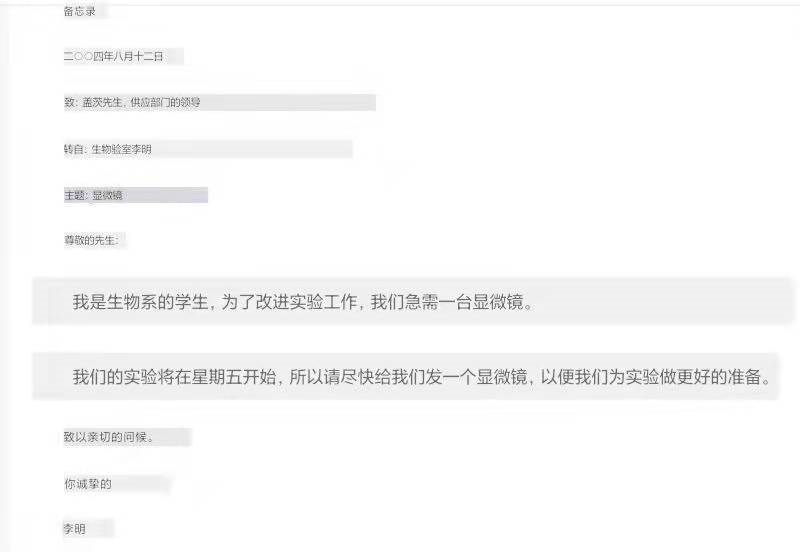 备忘录
二〇〇四年八月十二日
致：盖茨先生，供应部门的领导
转自：生物验室李明
主题：显微镜
尊敬的先生：
我是生物系的学生，为了改进实验工作，我们急需一台显微镜。
我们的实验将在星期五开始，所以请尽快给我们发一个显微镜，以便我们为实验做更好的准备。
致以亲切的问候。
你诚挚的
李明